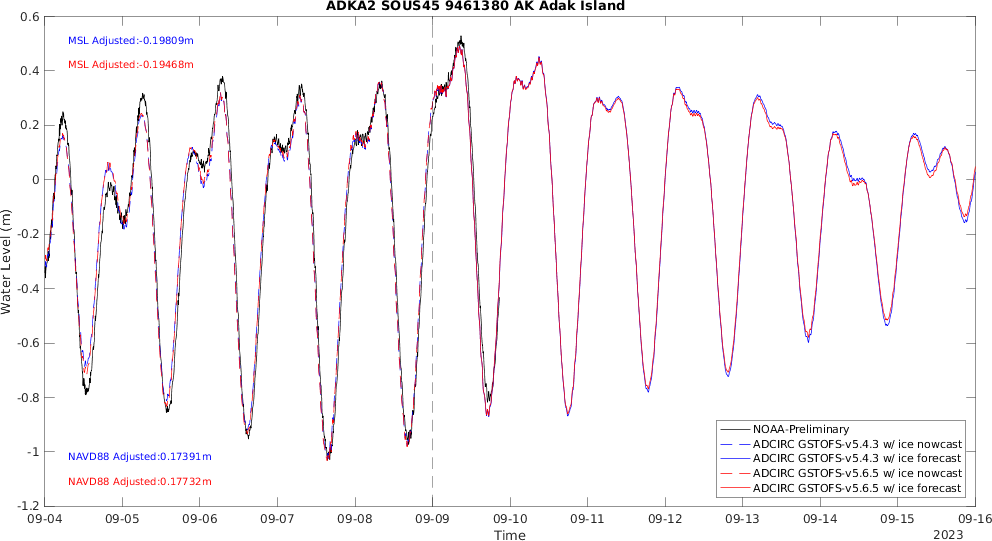 ADKA2 SOUS45 9461380 AK Adak Island
0.6
0.4
0.2
0
-0.2
-0.4
-0.6
-0.8
-1
-1.2
Water Level (m)
MSL Adjusted:-0.19809m
MSL Adjusted:-0.19468m
NAVD88 Adjusted:0.17391m
NAVD88 Adjusted:0.17732m
NOAA-Preliminary
ADCIRC GSTOFS-v5.4.3 w/ ice nowcast
ADCIRC GSTOFS-v5.4.3 w/ ice forecast
ADCIRC GSTOFS-v5.6.5 w/ ice nowcast
ADCIRC GSTOFS-v5.6.5 w/ ice forecast
09-04 09-05 09-06 09-07 09-08 09-09 09-10 09-11 09-12 09-13 09-14 09-15 09-16
Time
2023